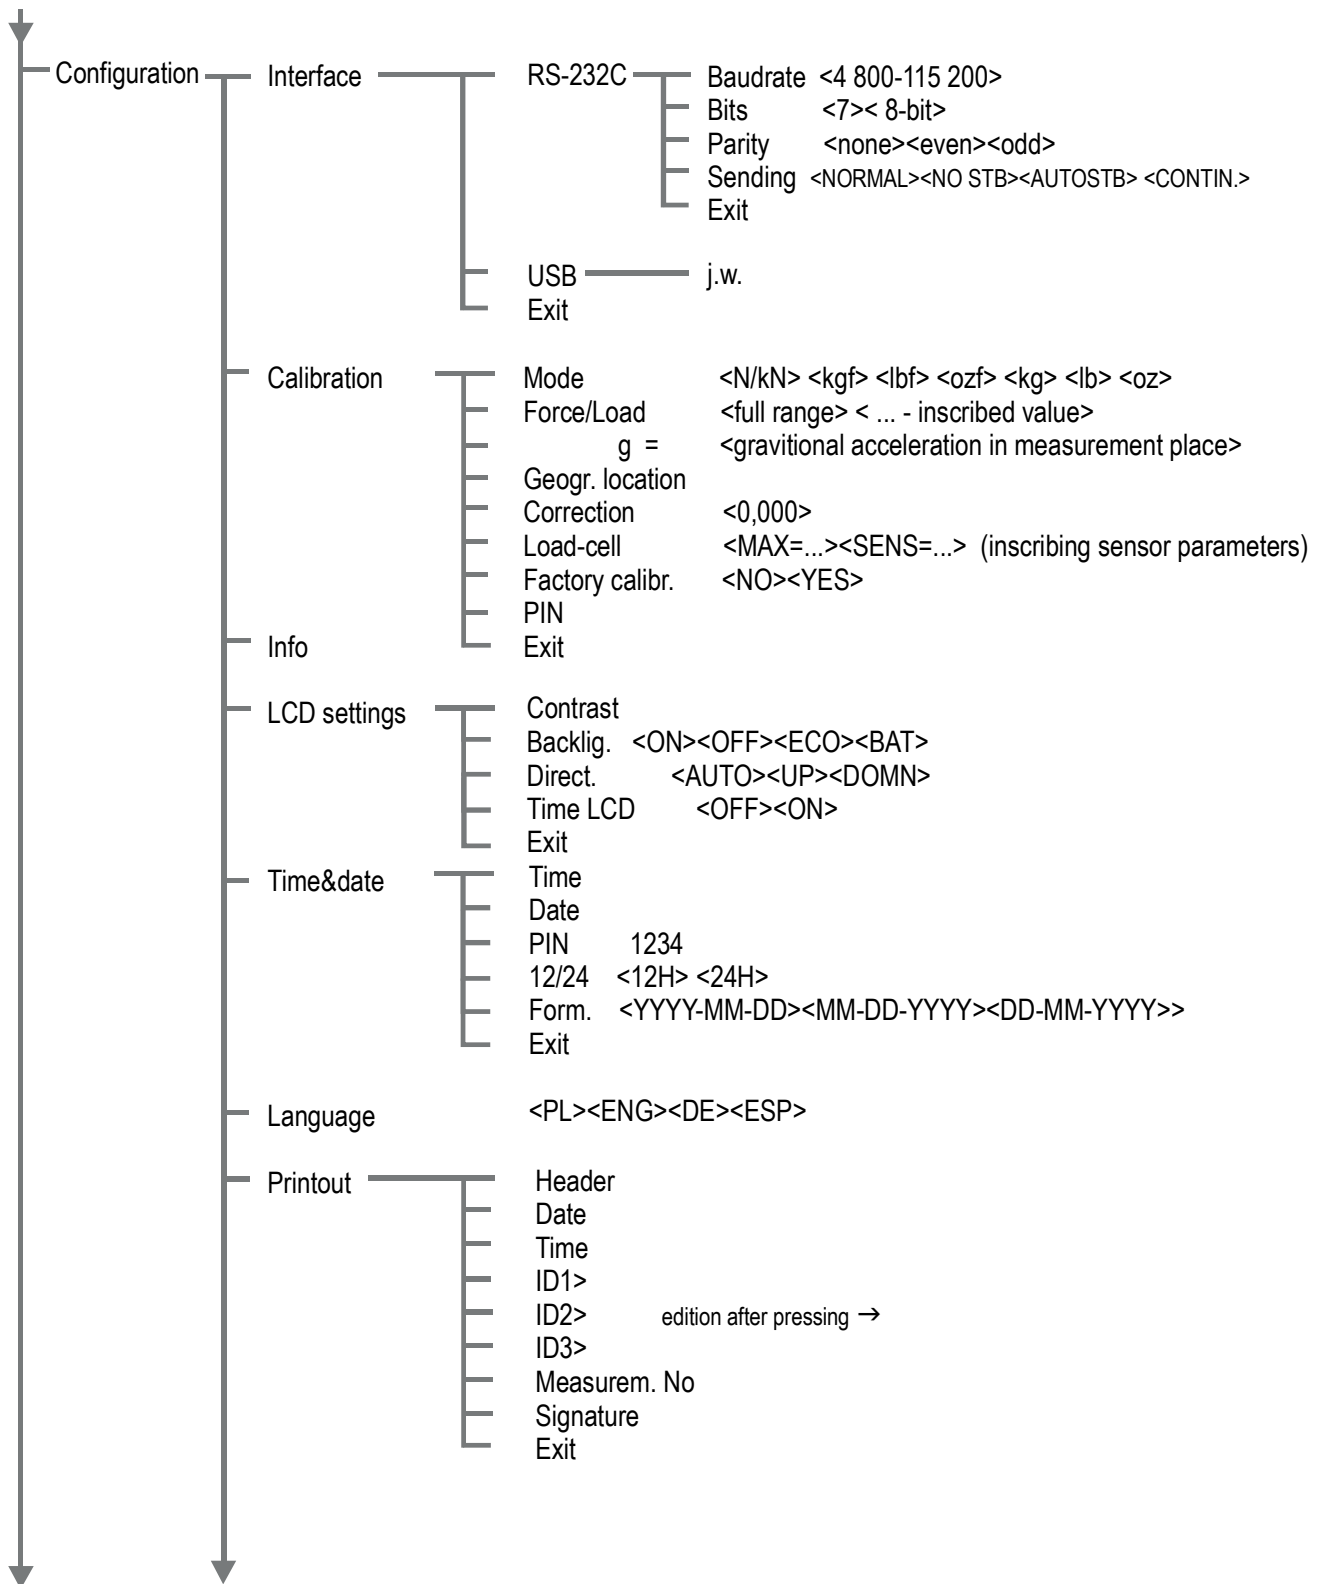 Configuration Interface RS-232C Baudrate <4 800-115 200>
Bits <7>< 8-bit>
Parity <none><even><odd>
Sending <NORMAL><NO STB><AUTOSTB> <CONTIN.>
Exit
USB j.w.
Exit
Calibration Mode <N/kN> <kgf> <lbf> <ozf> <kg> <lb> <oz>
Force/Load <full range> < ... - inscribed value>
g = <gravitional acceleration in measurement place>
Geogr. location
Correction <0,000>
Load-cell <MAX=...><SENS=...> (inscribing sensor parameters)
Factory calibr. <NO><YES>
PIN
Info Exit
LCD settings Contrast
Backlig. <ON><OFF><ECO><BAT>
Direct. <AUTO><UP><DOMN>
Time LCD <OFF><ON>
Exit
Time&date Time
Date
PIN 1234
12/24 <12H> <24H>
Form. <YYYY-MM-DD><MM-DD-YYYY><DD-MM-YYYY>>
Exit
Language <PL><ENG><DE><ESP>
Printout Header
Date
Time
ID1>
ID2> edition after pressing →
ID3>
Measurem. No
Signature
Exit